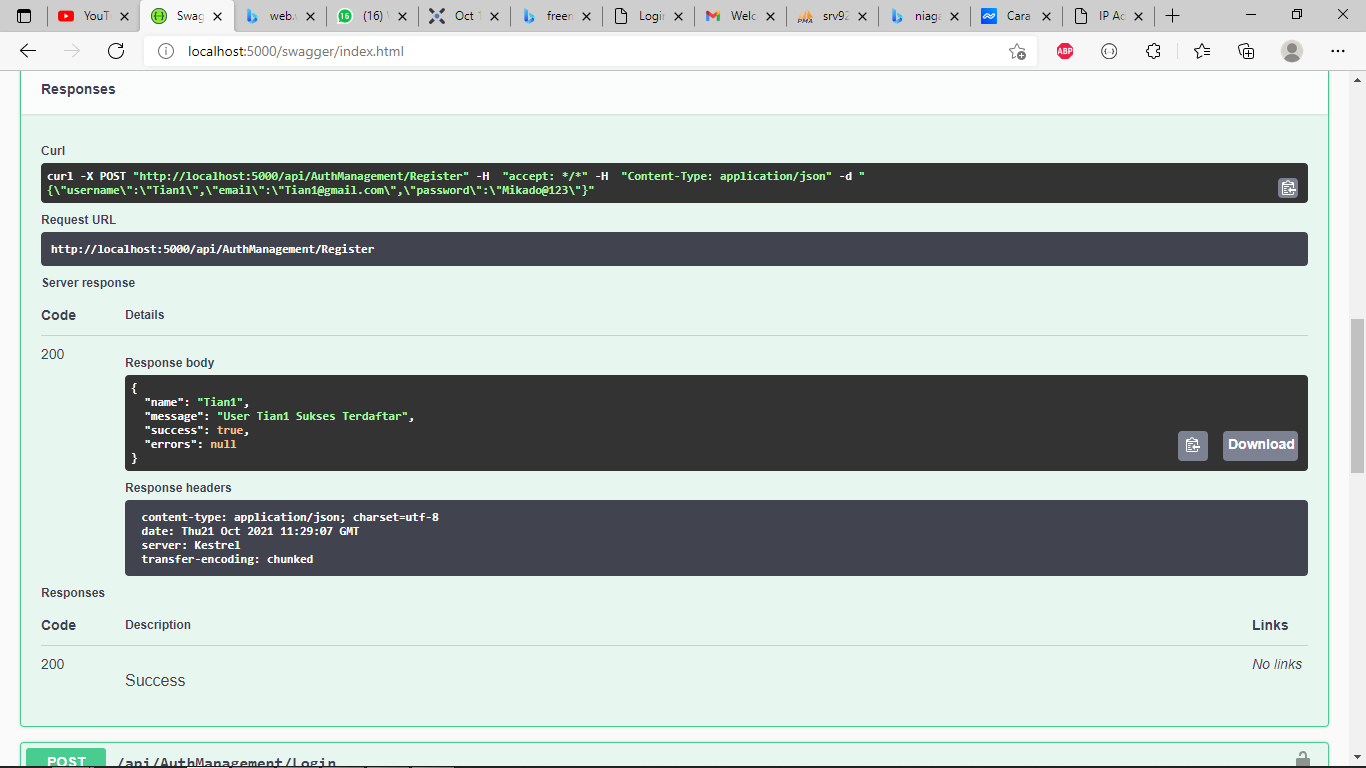 YouT
Swag
web.v
(16)
Oct 1
freer
Login
Welc
srv92
niaga
Cara
IP Ac
localhost:5000/swagger/index.html
ABP
Responses
Curl
curl -X POST "http://localhost:5000/api/AuthManagement/Register" -H  "accept: */*" -H  "Content-Type: application/json" -d "
{\"username\":\"Tian1\",\"email\":\"Tian1@gmail.com\",\"password\":\"Mikado@123\"}"
Request URL
http://localhost:5000/api/AuthManagement/Register
Server response
Code Details
200
Response body
{
"name": "Tian1",
"message": "User Tian1 Sukses Terdaftar",
"success": true,
"errors": null
}
Download
Response headers
content-type: application/json; charset=utf-8
date: Thu21 Oct 2021 11:29:07 GMT
server: Kestrel
transfer-encoding: chunked
Responses
Code Description Links
200 No links
Success
POST /api/AuthManagement/Login